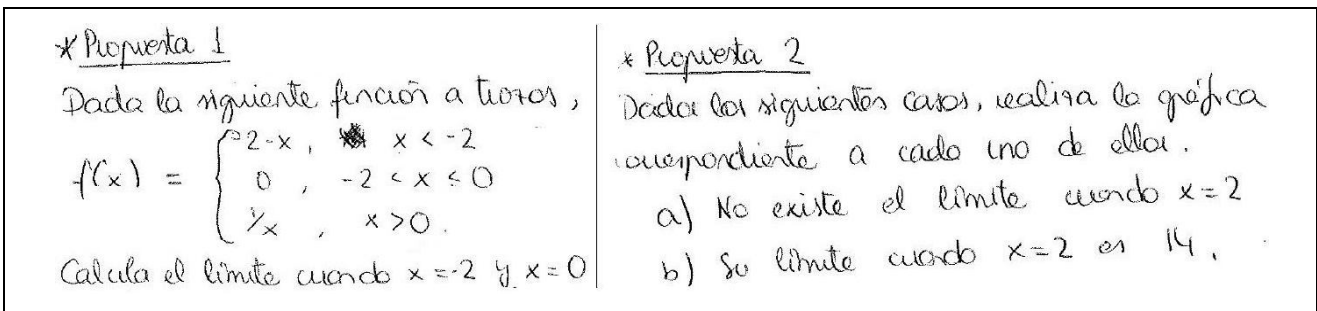 * Propuesta 1
Dada la siguiente función a trozos,
f(x) = { 2-x , x < -2
0 , -2 < x ≤ 0
1/x , x > 0.
Calcula el límite cuando x = -2 y x = 0
* Propuesta 2
Dados los siguientes casos, realiza la gráfica
correspondiente a cada uno de ellos.
a) No existe el límite cuando x = 2
b) Su límite cuando x = 2 es 14.